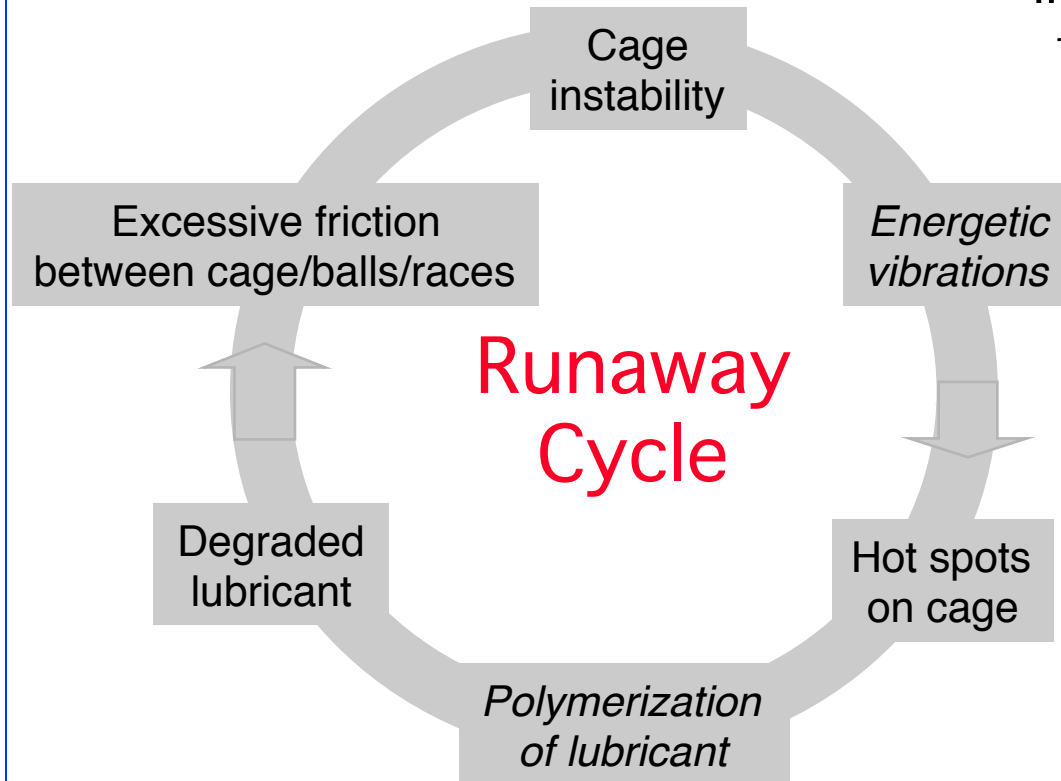 Cage
instability
Energetic
vibrations
Hot spots
on cage
Polymerization
of lubricant
Degraded
lubricant
Excessive friction
between cage/balls/races
Runaway
Cycle